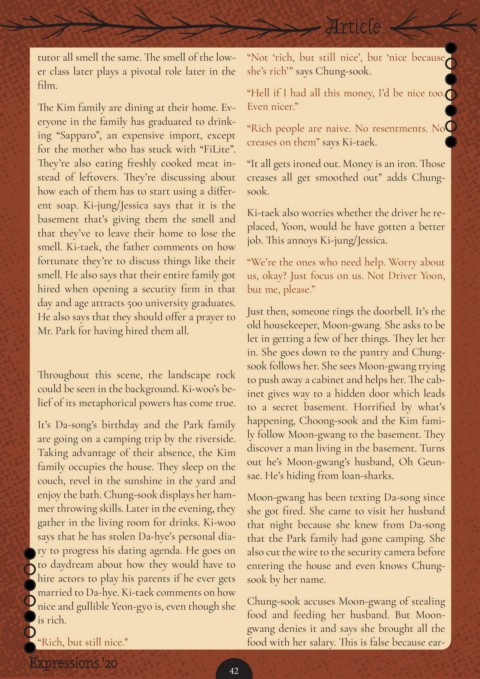 Article
tutor all smell the same. The smell of the low-
er class later plays a pivotal role later in the
film.
The Kim family are dining at their home. Ev-
eryone in the family has graduated to drink-
ing “Sapparo”, an expensive import, except
for the mother who has stuck with “FiLite”.
They’re also eating freshly cooked meat in-
stead of leftovers. They’re discussing about
how each of them has to start using a differ-
ent soap. Ki-jung/Jessica says that it is the
basement that’s giving them the smell and
that they’ve to leave their home to lose the
smell. Ki-taek, the father comments on how
fortunate they’re to discuss things like their
smell. He also says that their entire family got
hired when opening a security firm in that
day and age attracts 500 university graduates.
He also says that they should offer a prayer to
Mr. Park for having hired them all.
Throughout this scene, the landscape rock
could be seen in the background. Ki-woo’s be-
lief of its metaphorical powers has come true.
It’s Da-song’s birthday and the Park family
are going on a camping trip by the riverside.
Taking advantage of their absence, the Kim
family occupies the house. They sleep on the
couch, revel in the sunshine in the yard and
enjoy the bath. Chung-sook displays her ham-
mer throwing skills. Later in the evening, they
gather in the living room for drinks. Ki-woo
says that he has stolen Da-hye’s personal dia-
ry to progress his dating agenda. He goes on
to daydream about how they would have to
hire actors to play his parents if he ever gets
married to Da-hye. Ki-taek comments on how
nice and gullible Yeon-gyo is, even though she
is rich.
“Rich, but still nice.”
“Not ‘rich, but still nice’, but ‘nice because
she’s rich’” says Chung-sook.
“Hell if I had all this money, I’d be nice too.
Even nicer.”
“Rich people are naive. No resentments. No
creases on them” says Ki-taek.
“It all gets ironed out. Money is an iron. Those
creases all get smoothed out” adds Chung-
sook.
Ki-taek also worries whether the driver he re-
placed, Yoon, would he have gotten a better
job. This annoys Ki-jung/Jessica.
“We’re the ones who need help. Worry about
us, okay? Just focus on us. Not Driver Yoon,
but me, please.”
Just then, someone rings the doorbell. It’s the
old housekeeper, Moon-gwang. She asks to be
let in getting a few of her things. They let her
in. She goes down to the pantry and Chung-
sook follows her. She sees Moon-gwang trying
to push away a cabinet and helps her. The cab-
inet gives way to a hidden door which leads
to a secret basement. Horrified by what’s
happening, Choong-sook and the Kim fami-
ly follow Moon-gwang to the basement. They
discover a man living in the basement. Turns
out he’s Moon-gwang’s husband, Oh Geun-
sae. He’s hiding from loan-sharks.
Moon-gwang has been texting Da-song since
she got fired. She came to visit her husband
that night because she knew from Da-song
that the Park family had gone camping. She
also cut the wire to the security camera before
entering the house and even knows Chung-
sook by her name.
Chung-sook accuses Moon-gwang of stealing
food and feeding her husband. But Moon-
gwang denies it and says she brought all the
food with her salary. This is false because ear-
Expressions ’20
42